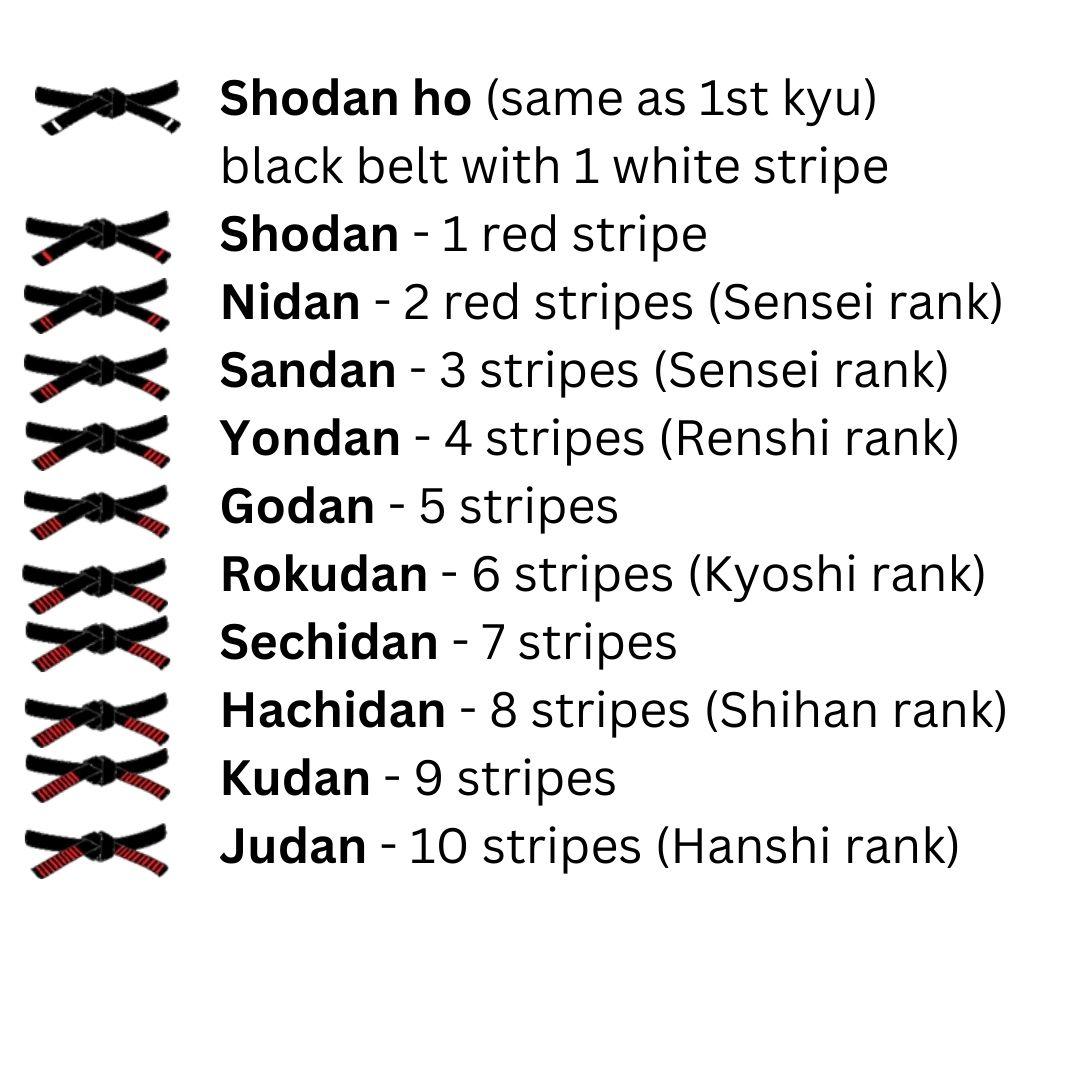 Shodan ho (same as 1st kyu)
black belt with 1 white stripe
Shodan - 1 red stripe
Nidan - 2 red stripes (Sensei rank)
Sandan - 3 stripes (Sensei rank)
Yondan - 4 stripes (Renshi rank)
Godan - 5 stripes
Rokudan - 6 stripes (Kyoshi rank)
Sechidan - 7 stripes
Hachidan - 8 stripes (Shihan rank)
Kudan - 9 stripes
Judan - 10 stripes (Hanshi rank)